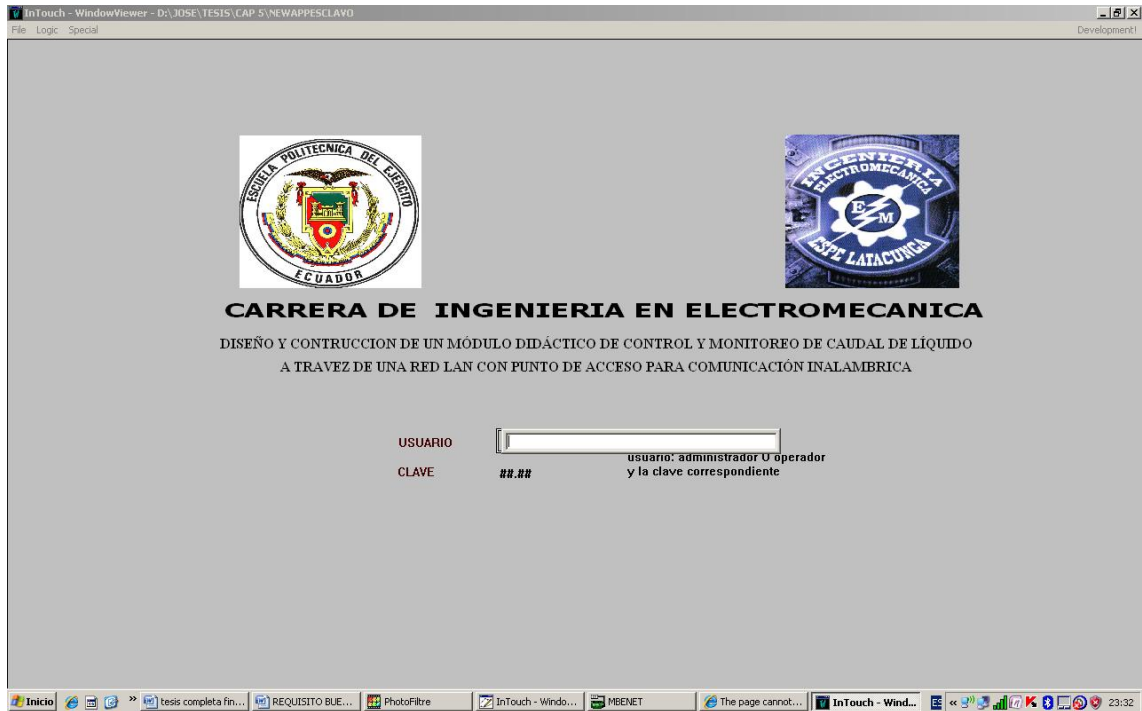 InTouch - WindowViewer - D:\JOSE\TESIS\CAP 5\NEWAPPESCLAVO
File Logic Special Development!
ESCUELA POLITECNICA DEL EJERCITO
ECUADOR
INGENIERIA
ELECTROMECANICA
E M
ESPE LATACUNGA
CARRERA DE INGENIERIA EN ELECTROMECANICA
DISEÑO Y CONTRUCCION DE UN MÓDULO DIDÁCTICO DE CONTROL Y MONITOREO DE CAUDAL DE LÍQUIDO
A TRAVEZ DE UNA RED LAN CON PUNTO DE ACCESO PARA COMUNICACIÓN INALAMBRICA
USUARIO
usuario: administrador O operador
CLAVE ##.## y la clave correspondiente
Inicio » tesis completa fin... REQUISITO BUE... PhotoFiltre InTouch - Windo... MBENET The page cannot... InTouch - Wind... ES « 23:32